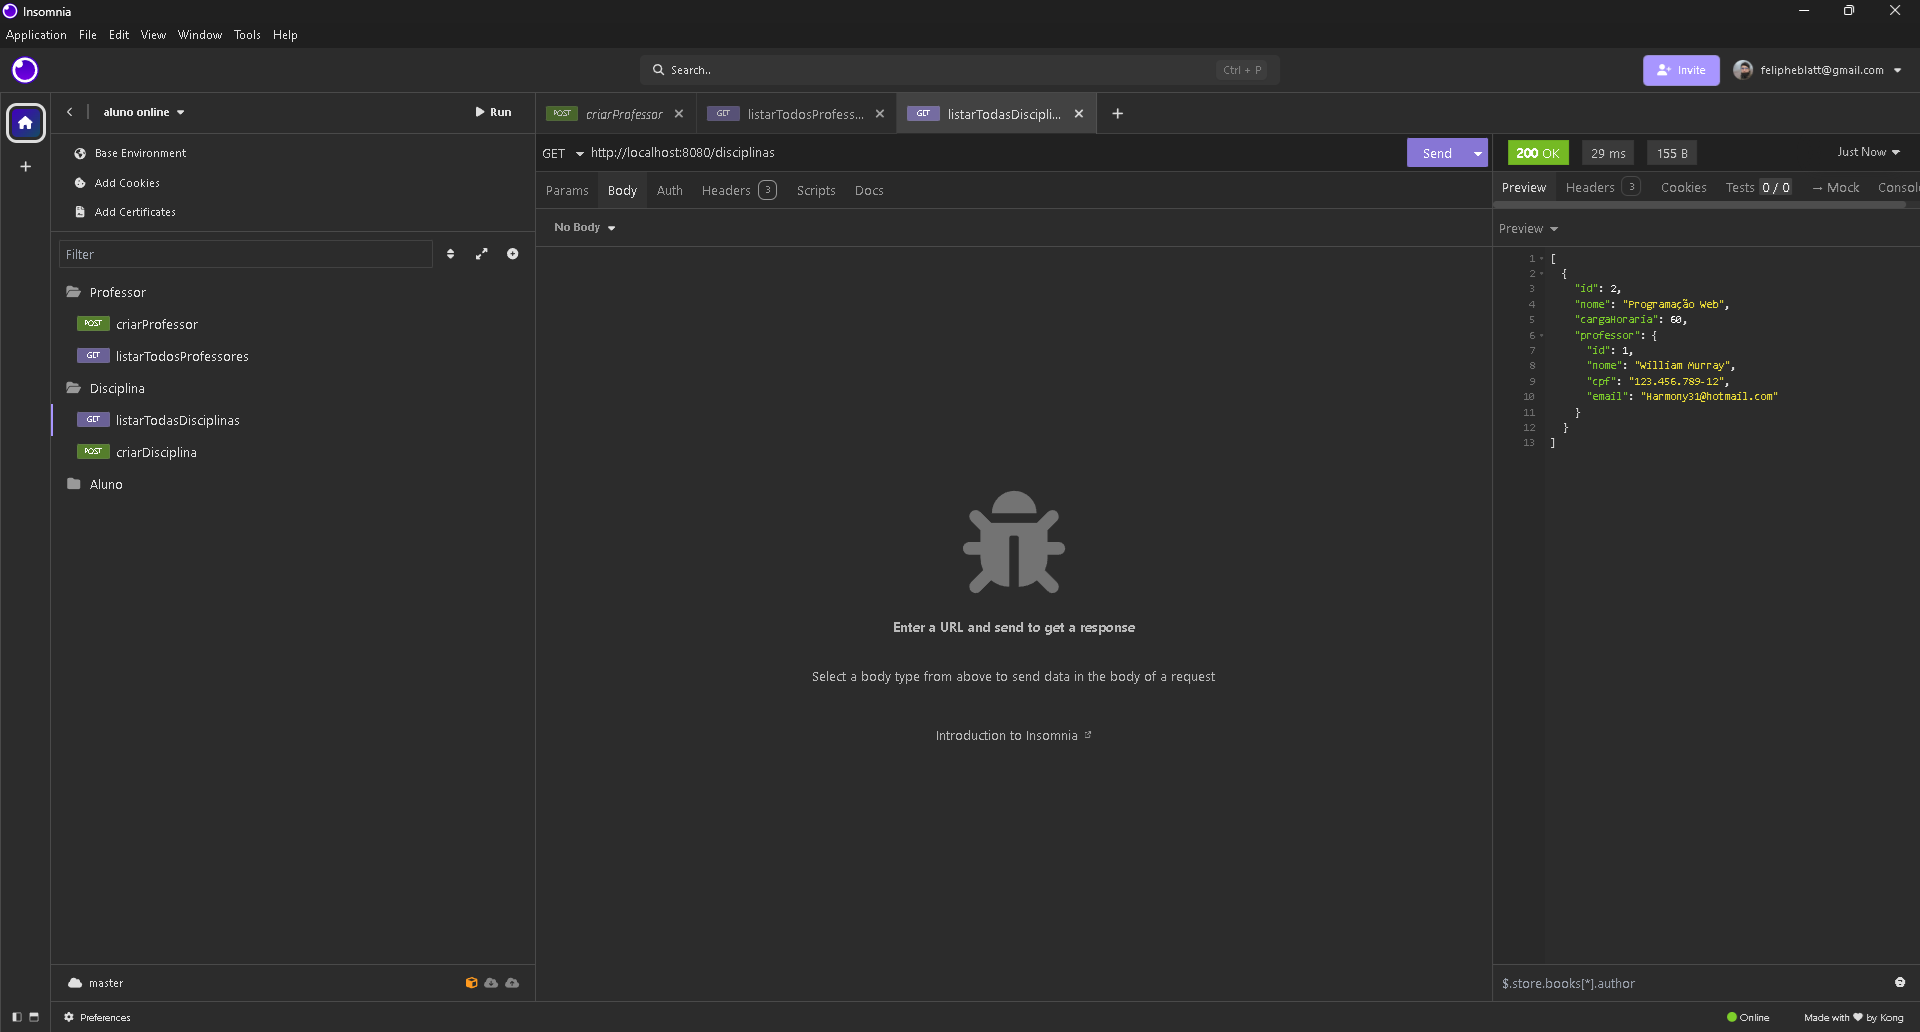 Insomnia
Application File Edit View Window Tools Help
Search.. Ctrl + P
Invite
felipheblatt@gmail.com
aluno online
Run
Base Environment
Add Cookies
Add Certificates
Filter
Professor
POST criarProfessor
GET listarTodosProfessores
Disciplina
GET listarTodasDisciplinas
POST criarDisciplina
Aluno
master
POST criarProfessor
GET listarTodosProfess...
GET listarTodasDiscipli...
GET http://localhost:8080/disciplinas
Send
Params Body Auth Headers 3 Scripts Docs
No Body
Enter a URL and send to get a response
Select a body type from above to send data in the body of a request
Introduction to Insomnia
200 OK 29 ms 155 B Just Now
Preview Headers 3 Cookies Tests 0 / 0 → Mock Consol
Preview
1 [
2 {
3 "id": 2,
4 "nome": "Programação Web",
5 "cargaHoraria": 60,
6 "professor": {
7 "id": 1,
8 "nome": "William Murray",
9 "cpf": "123.456.789-12",
10 "email": "Harmony31@hotmail.com"
11 }
12 }
13 ]
$.store.books[*].author
Preferences
Online
Made with ♥ by Kong